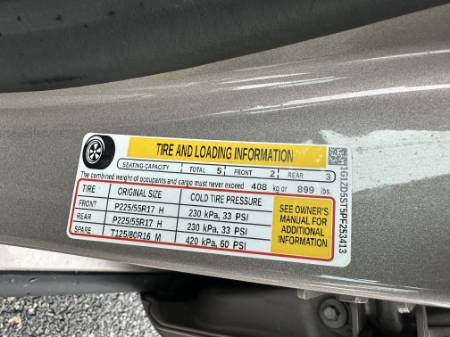 TIRE AND LOADING INFORMATION
SEATING CAPACITY TOTAL 5 FRONT 2 REAR 3
The combined weight of occupants and cargo must never exceed 408 kg or 899 lbs.
TIRE ORIGINAL SIZE COLD TIRE PRESSURE
FRONT P225/55R17 H 230 kPa, 33 PSI
REAR P225/55R17 H 230 kPa, 33 PSI
SPARE T125/80R16 M 420 kPa, 60 PSI
SEE OWNER'S
MANUAL FOR
ADDITIONAL
INFORMATION
1G1ZD5ST5PF253413